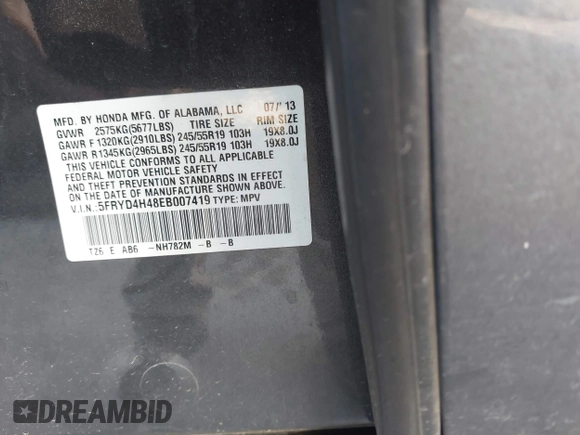 MFD. BY HONDA MFG. OF ALABAMA, LLC 07/13
GVWR 2575KG(5677LBS) TIRE SIZE RIM SIZE
GAWR F 1320KG(2910LBS) 245/55R19 103H 19X8.0J
GAWR R 1345KG(2965LBS) 245/55R19 103H 19X8.0J
THIS VEHICLE CONFORMS TO ALL APPLICABLE
FEDERAL MOTOR VEHICLE SAFETY
AND THEFT PREVENTION STANDARDS IN EFFECT
ON THE DATE OF MANUFACTURE SHOWN ABOVE.
V.I.N.: 5FRYD4H48EB007419 TYPE: MPV
TZ6 E AB6 -NH782M -B -B
DREAMBID